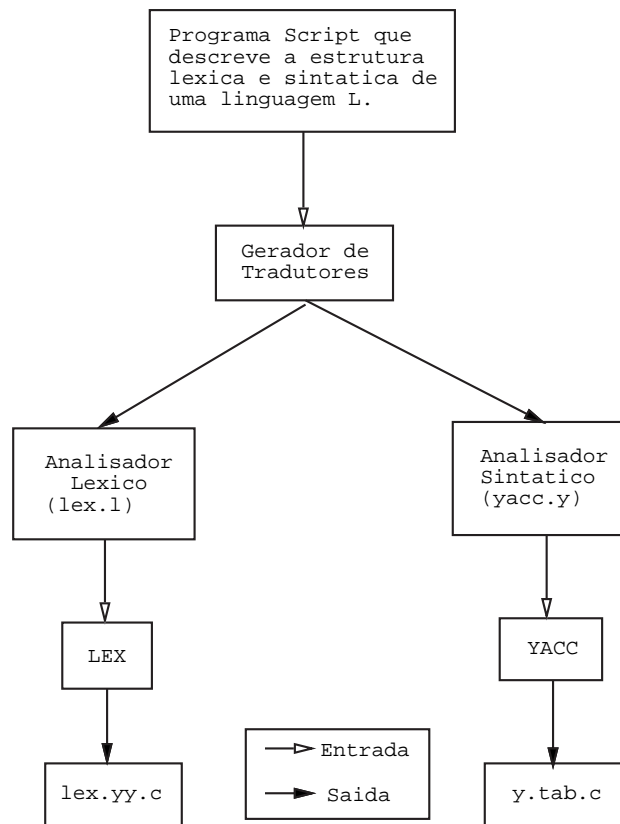 Programa Script que
descreve a estrutura
lexica e sintatica de
uma linguagem L.
Gerador de
Tradutores
Analisador
Lexico
(lex.l)
Analisador
Sintatico
(yacc.y)
LEX
YACC
Entrada
Saida
lex.yy.c
y.tab.c